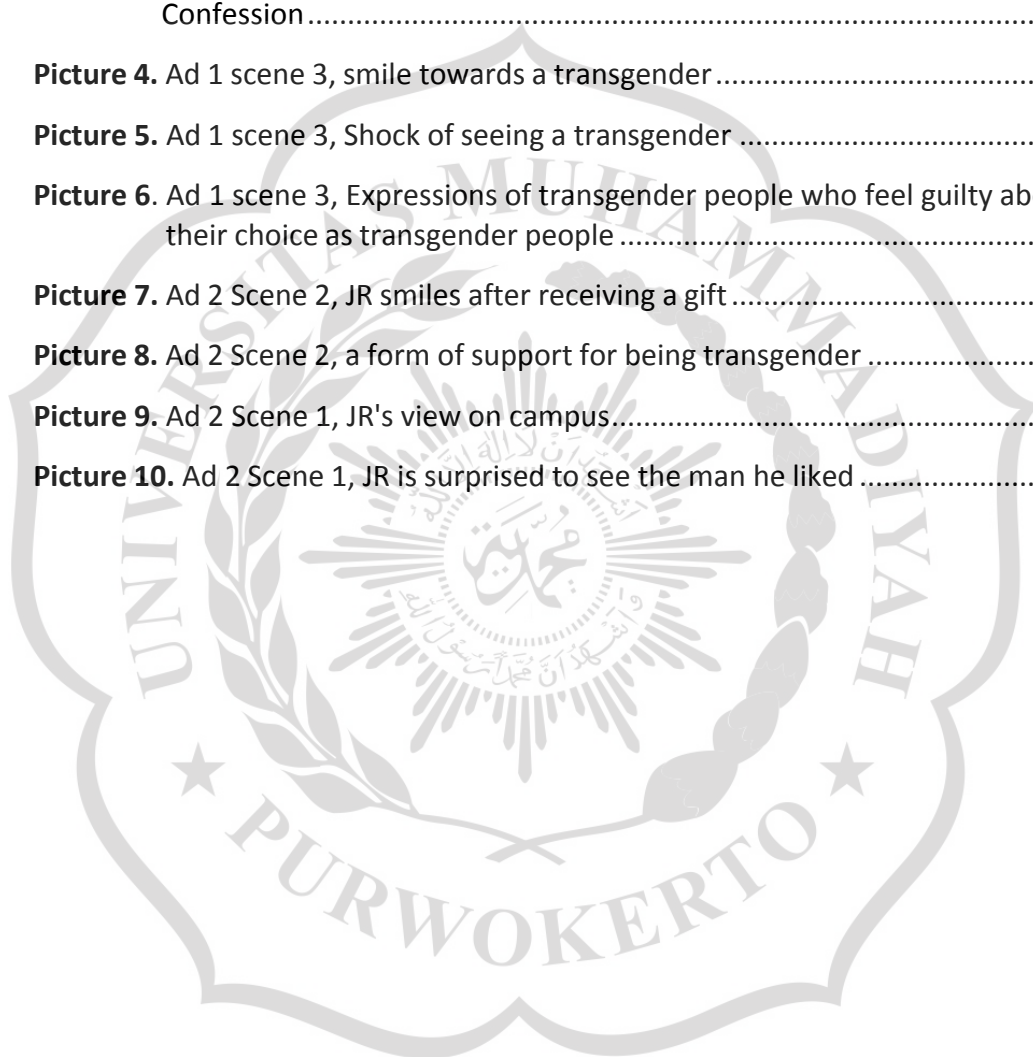 Confession........................................................................................................
Picture 4. Ad 1 scene 3, smile towards a transgender.............................................
Picture 5. Ad 1 scene 3, Shock of seeing a transgender..........................................
Picture 6. Ad 1 scene 3, Expressions of transgender people who feel guilty ab
their choice as transgender people..........................................................
Picture 7. Ad 2 Scene 2, JR smiles after receiving a gift...........................................
Picture 8. Ad 2 Scene 2, a form of support for being transgender........................
Picture 9. Ad 2 Scene 1, JR's view on campus..........................................................
Picture 10. Ad 2 Scene 1, JR is surprised to see the man he liked.........................
UNIVERSITAS MUHAMMADIYAH
PURWOKERTO